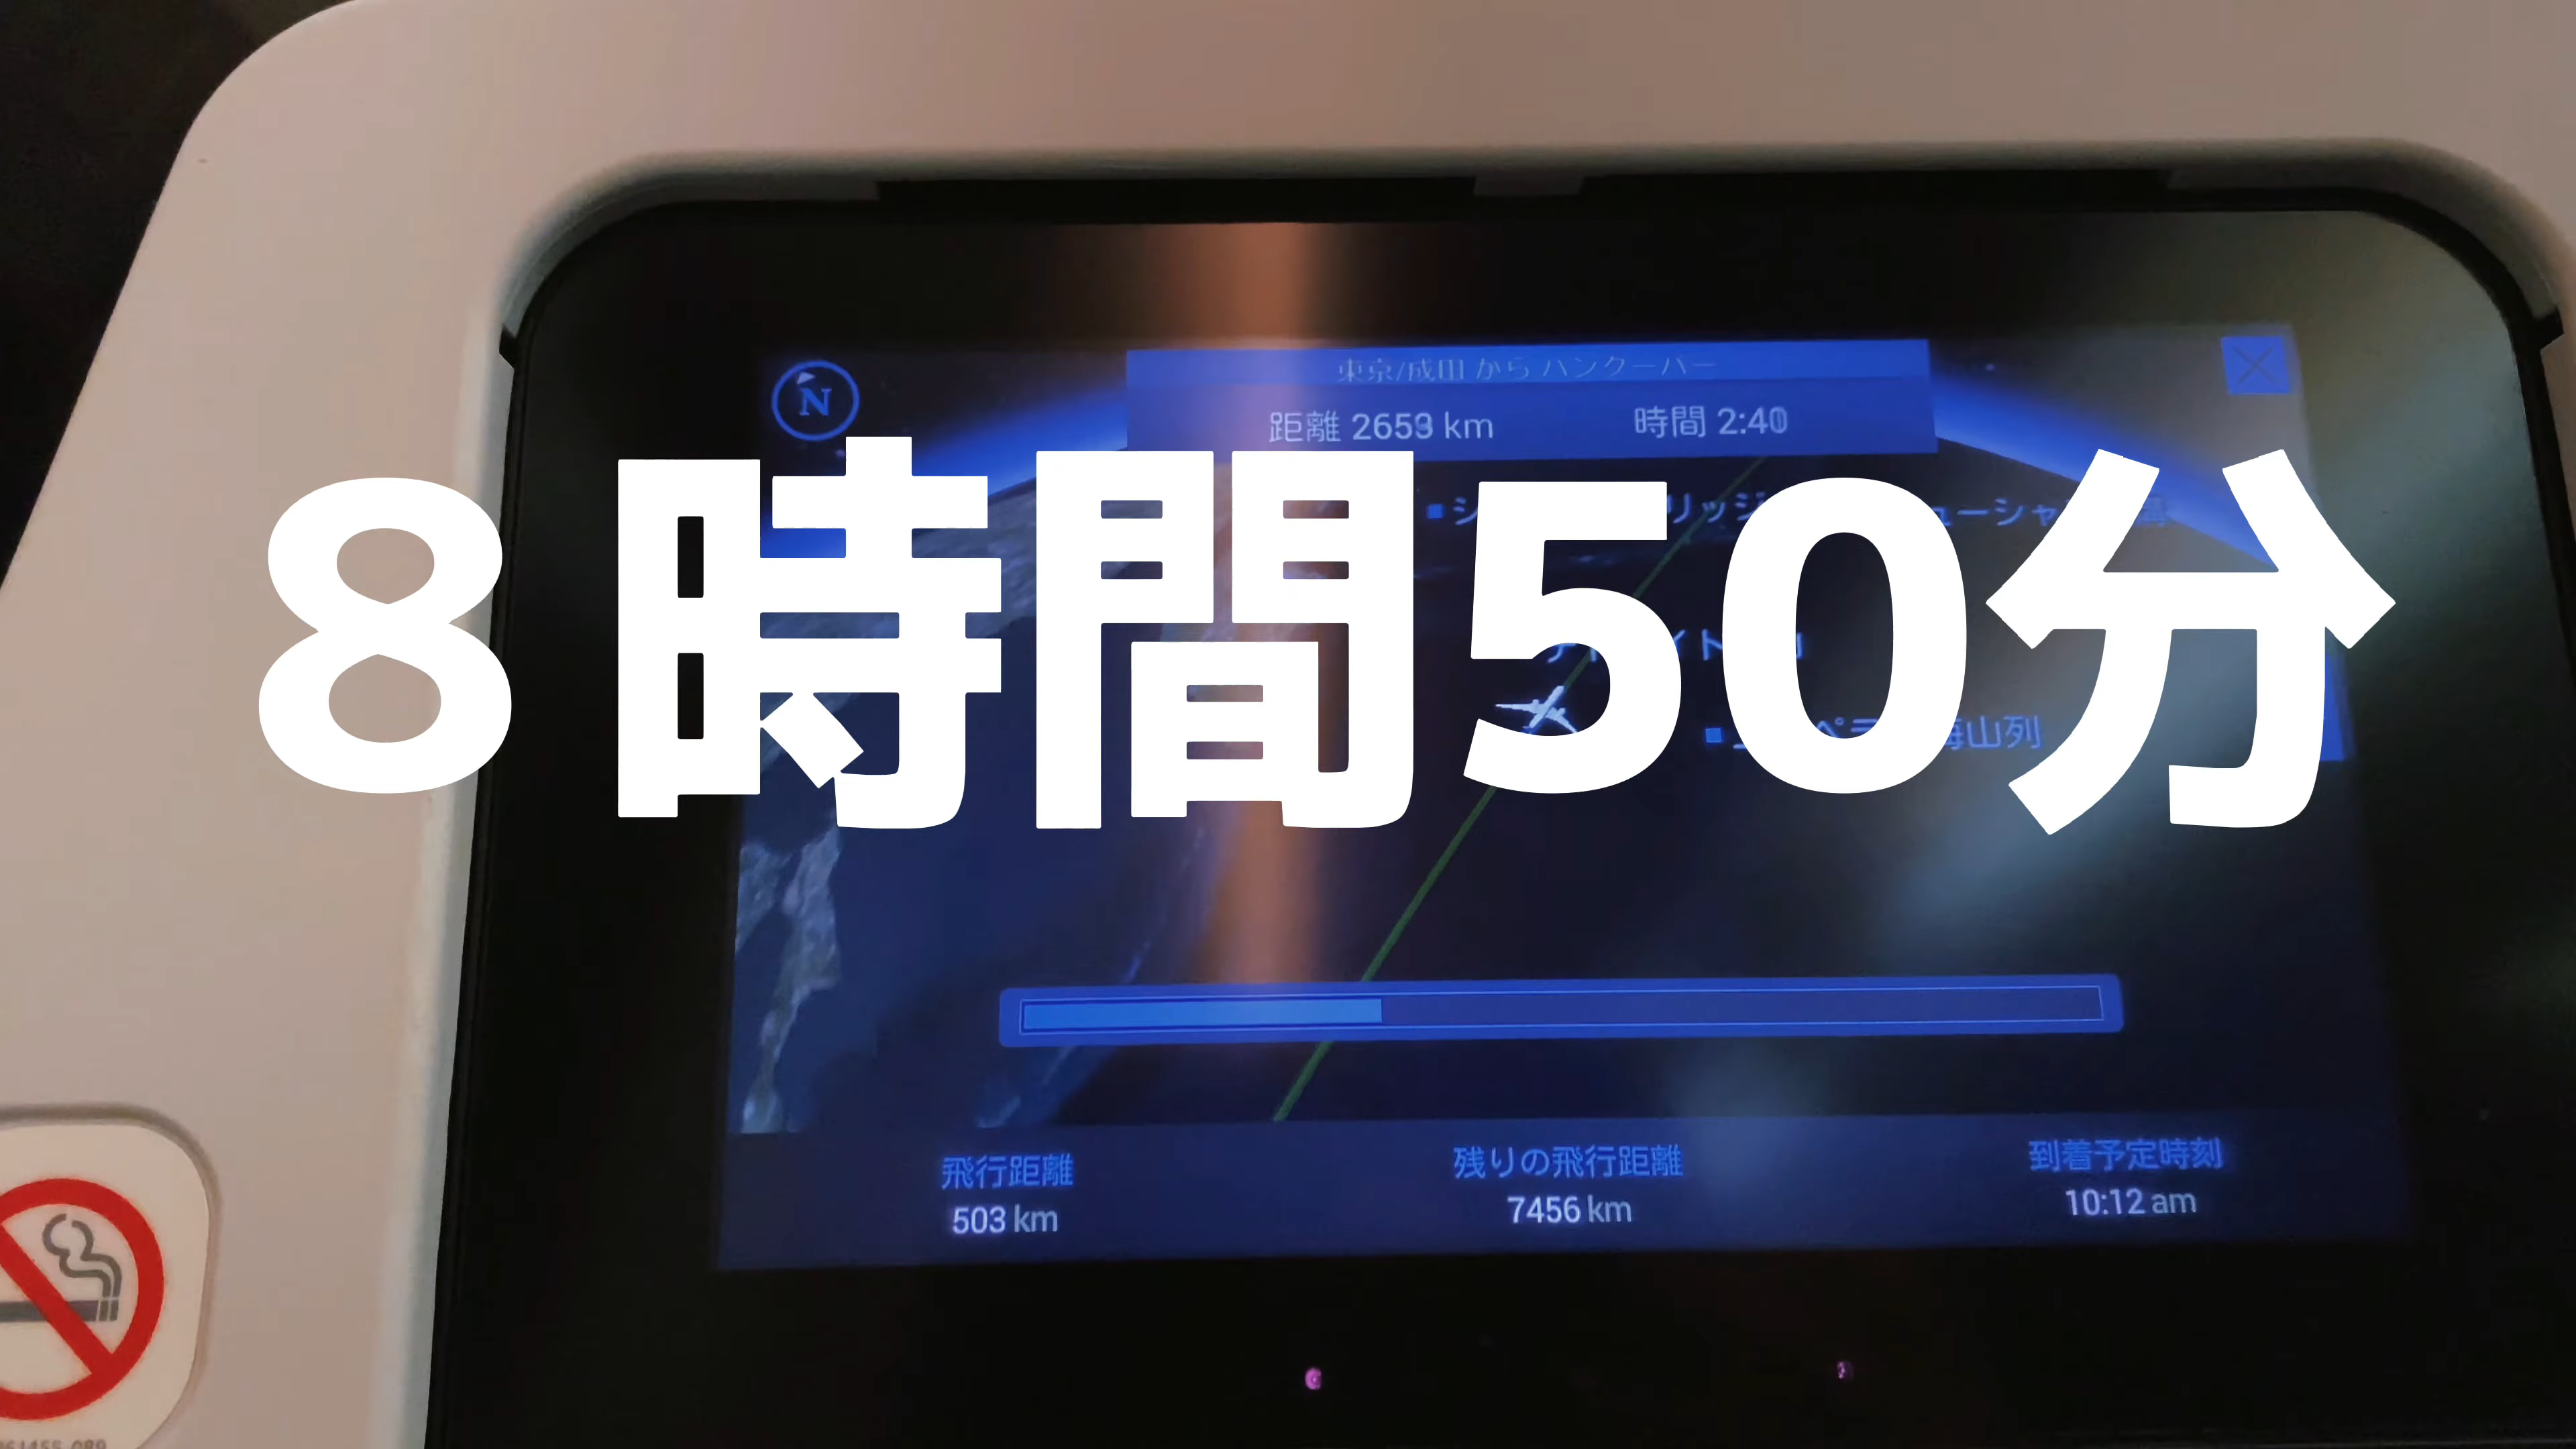 N
東京/成田 から バンクーバー
距離 2659 km 時間 2:40
8時間50分
飛行距離 残りの飛行距離 到着予定時刻
503 km 7456 km 10:12 am